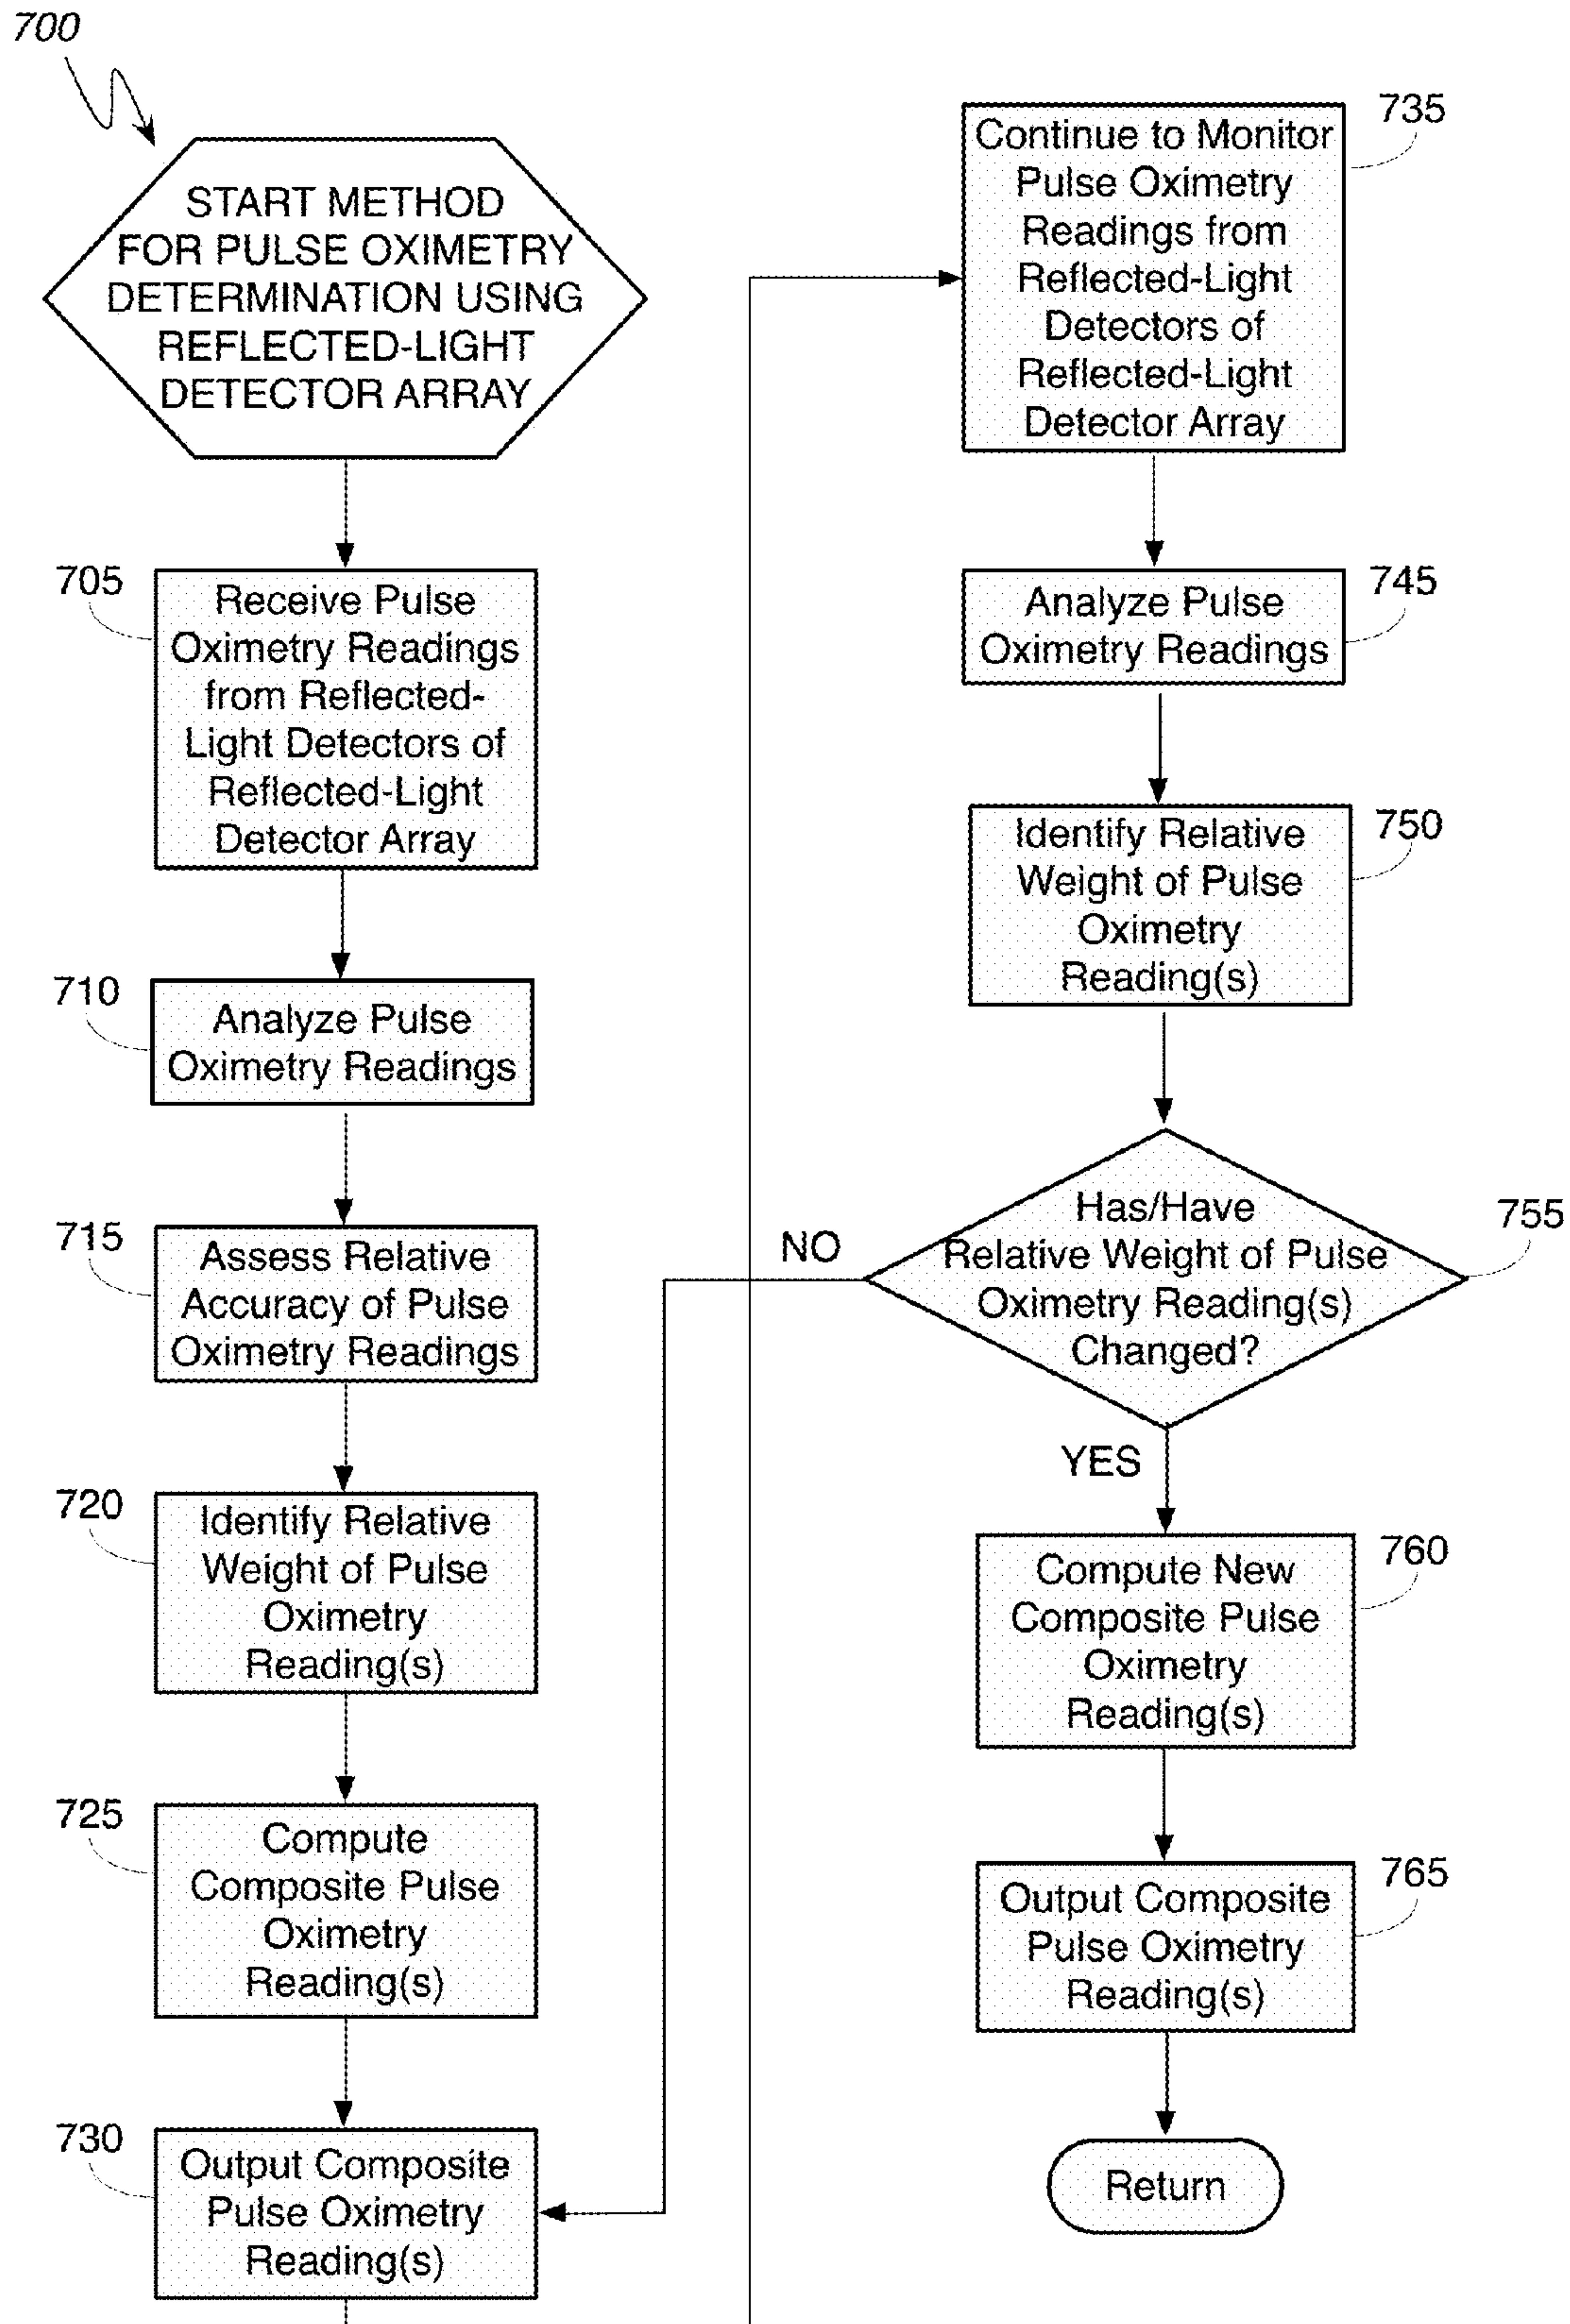 700
START METHOD
FOR PULSE OXIMETRY
DETERMINATION USING
REFLECTED-LIGHT
DETECTOR ARRAY
705
Receive Pulse
Oximetry Readings
from Reflected-
Light Detectors of
Reflected-Light
Detector Array
710
Analyze Pulse
Oximetry Readings
715
Assess Relative
Accuracy of Pulse
Oximetry Readings
720
Identify Relative
Weight of Pulse
Oximetry
Reading(s)
725
Compute
Composite Pulse
Oximetry
Reading(s)
730
Output Composite
Pulse Oximetry
Reading(s)
735
Continue to Monitor
Pulse Oximetry
Readings from
Reflected-Light
Detectors of
Reflected-Light
Detector Array
745
Analyze Pulse
Oximetry Readings
750
Identify Relative
Weight of Pulse
Oximetry
Reading(s)
755
Has/Have
Relative Weight of Pulse
Oximetry Reading(s)
Changed?
NO
YES
760
Compute New
Composite Pulse
Oximetry
Reading(s)
765
Output Composite
Pulse Oximetry
Reading(s)
Return